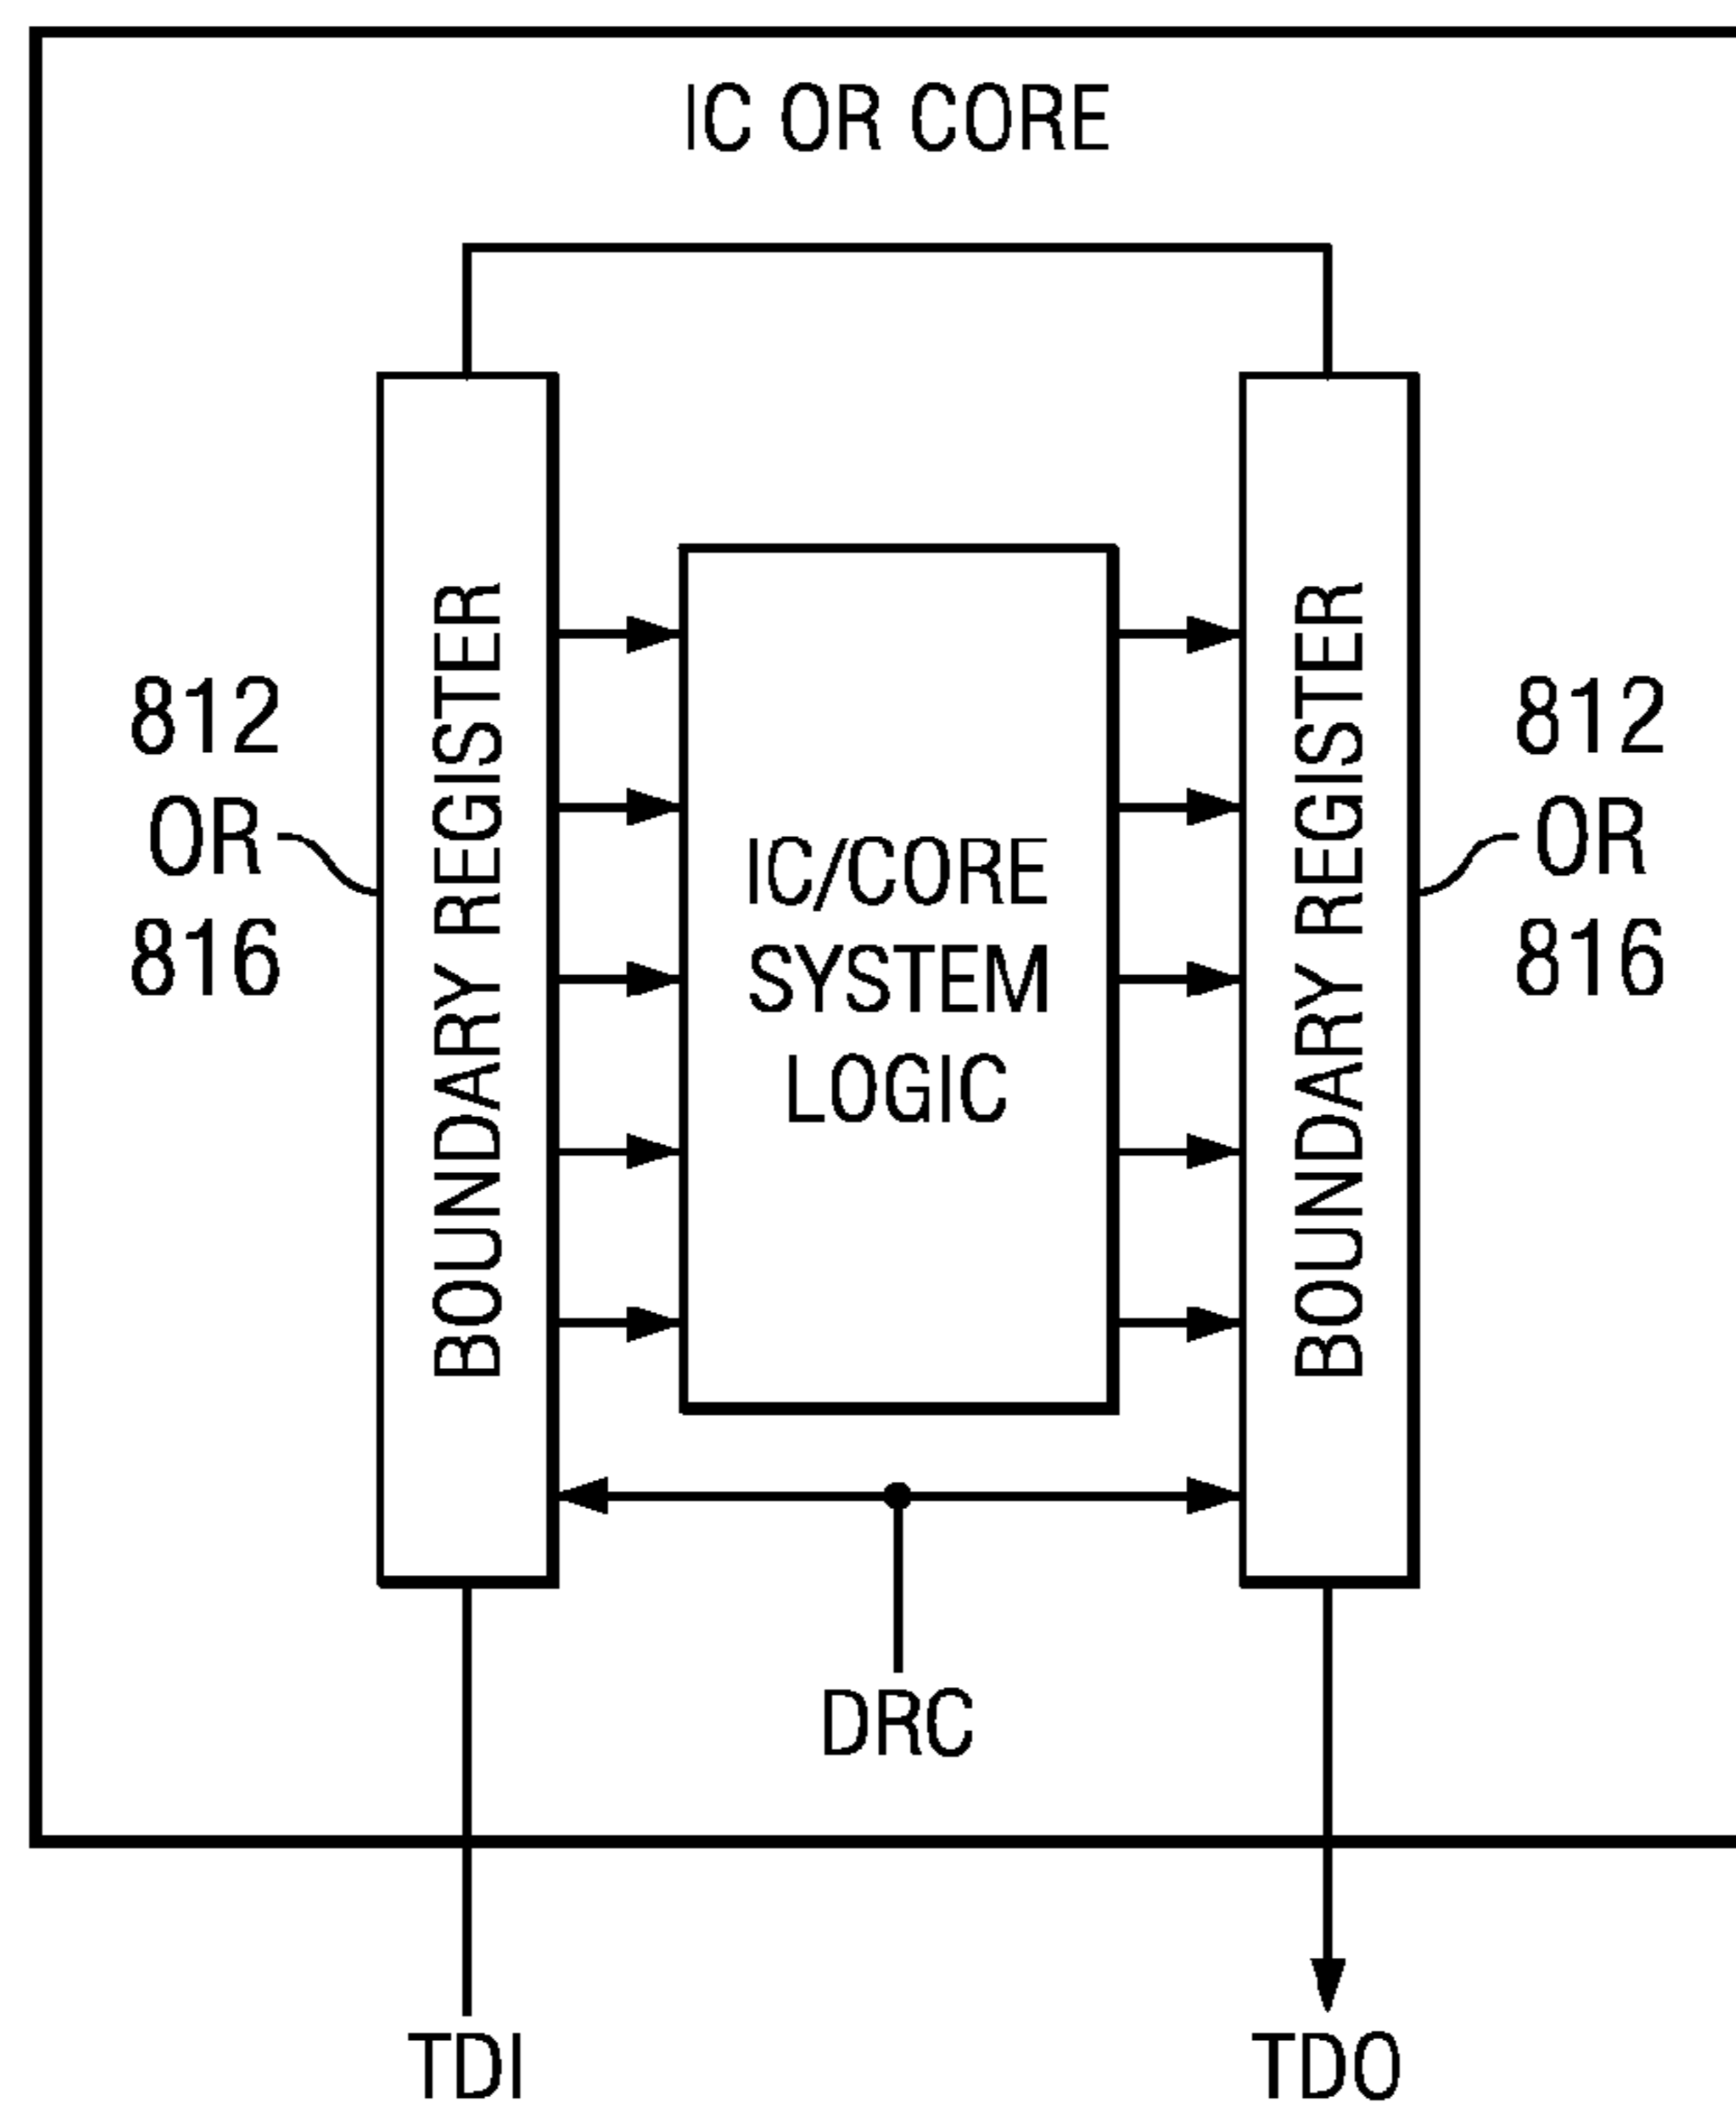 IC OR CORE
812
OR
816
BOUNDARY REGISTER
IC/CORE
SYSTEM
LOGIC
BOUNDARY REGISTER
812
OR
816
DRC
TDI
TDO